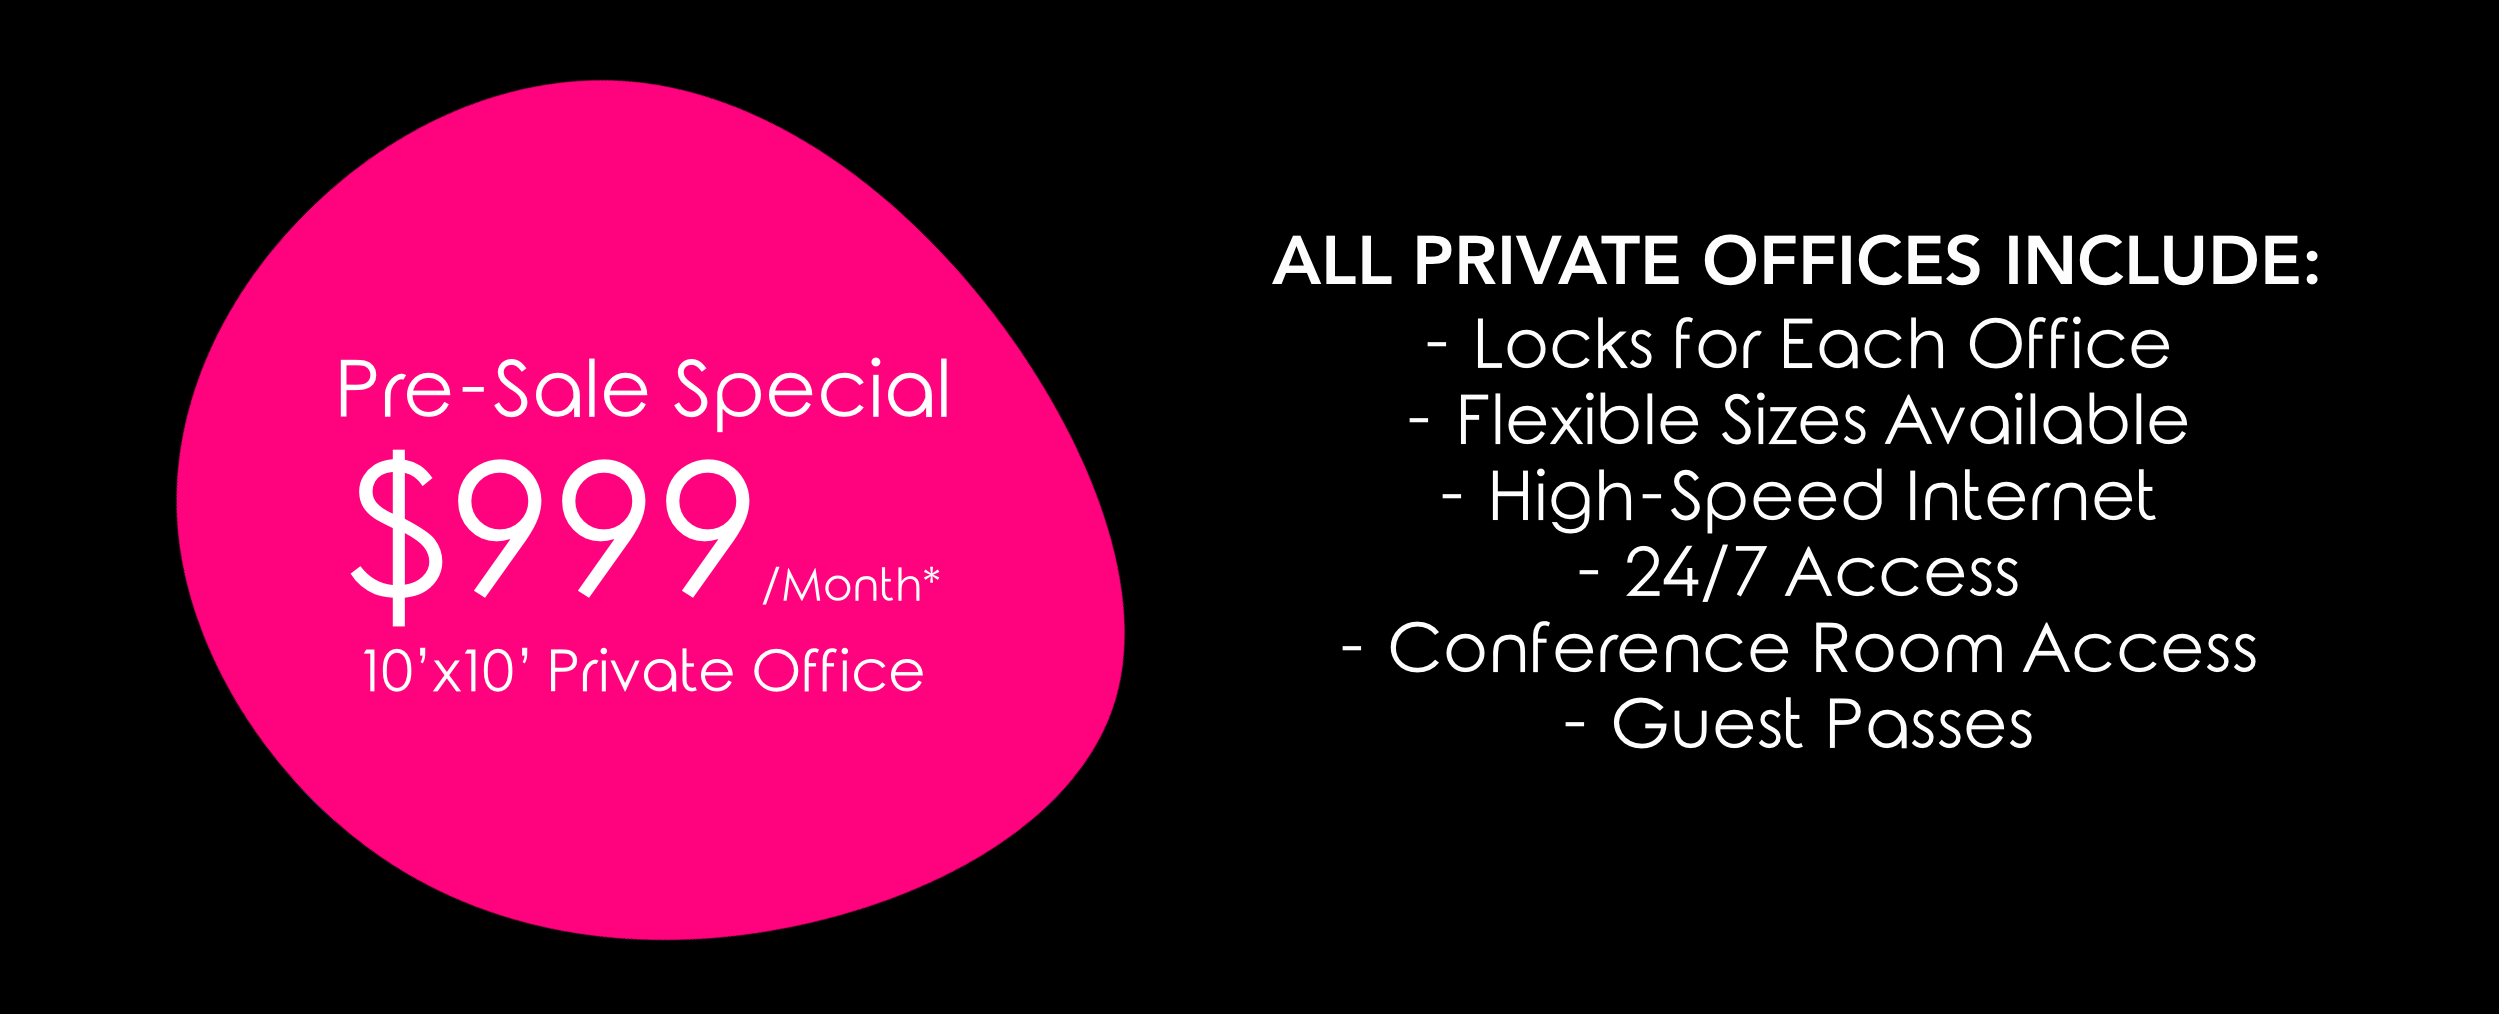 Pre-Sale Special
$999 /Month*
10'x10' Private Office
ALL PRIVATE OFFICES INCLUDE:
- Locks for Each Office
- Flexible Sizes Available
- High-Speed Internet
- 24/7 Access
- Conference Room Access
- Guest Passes